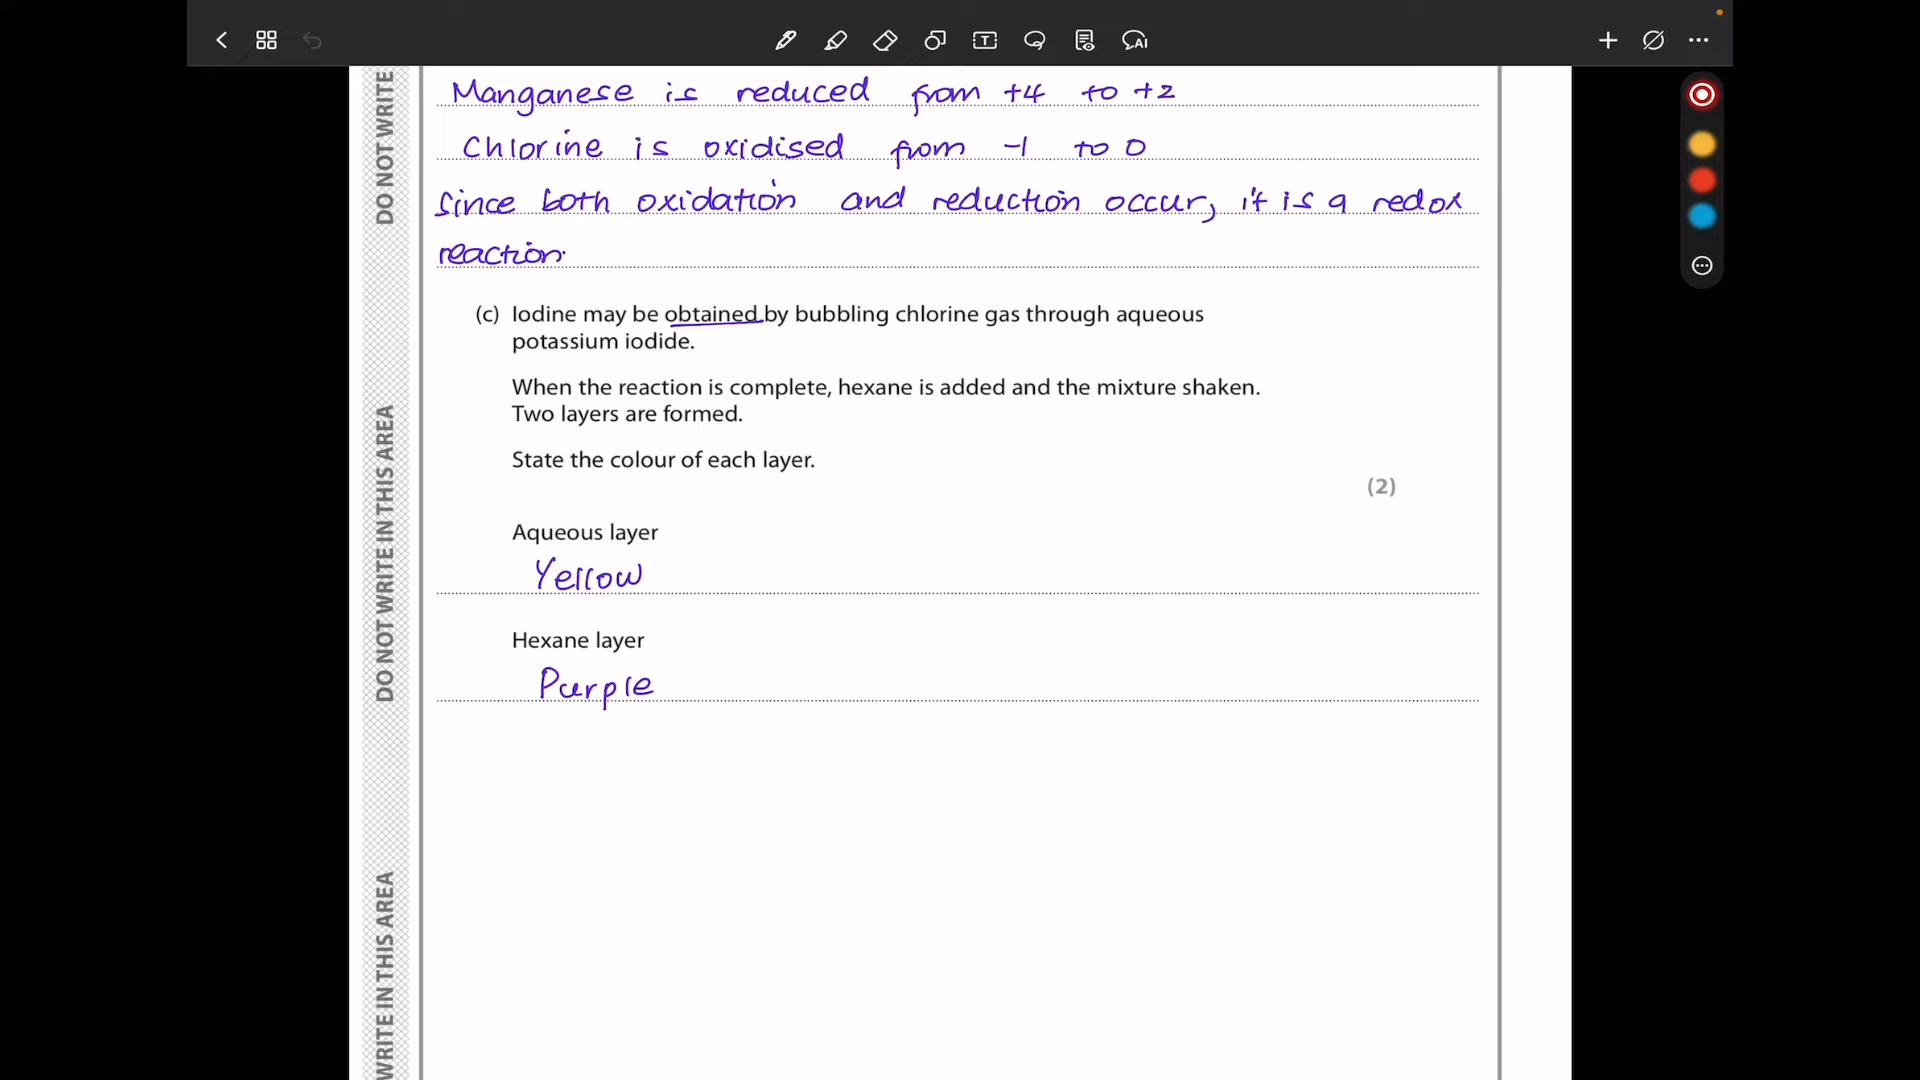 AI
DO NOT WRITE
Manganese is reduced from +4 to +2
Chlorine is oxidised from -1 to 0
Since both oxidation and reduction occur, it is a redox
reaction.
(c) Iodine may be obtained by bubbling chlorine gas through aqueous
potassium iodide.
When the reaction is complete, hexane is added and the mixture shaken.
Two layers are formed.
State the colour of each layer.
(2)
DO NOT WRITE IN THIS AREA
Aqueous layer
Yellow
Hexane layer
Purple
WRITE IN THIS AREA